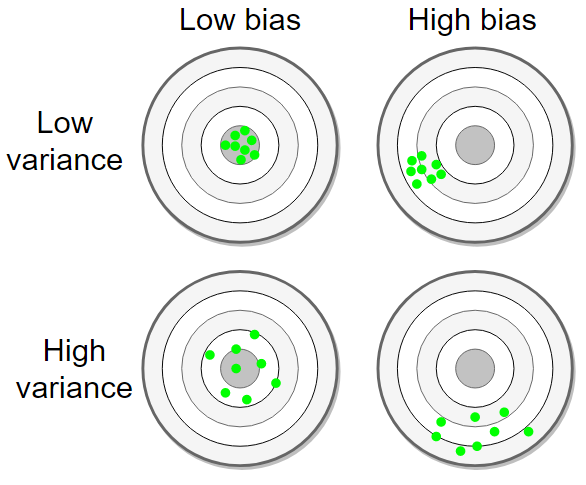 Low bias
High bias
Low
variance
High
variance